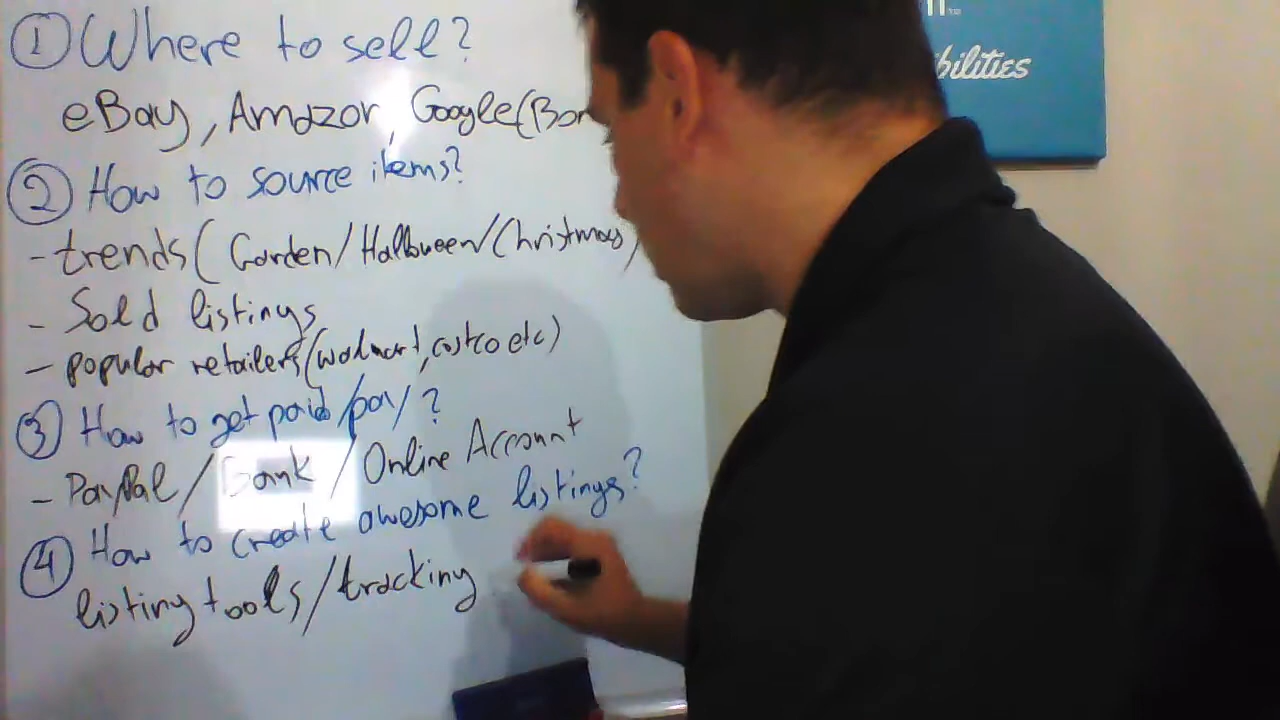 ① Where to sell?
eBay, Amazon, Google(Bon
② How to source items?
- trends (Garden/Halloween/Christmas)
- Sold listings
- popular retailers (walmart, costco etc)
③ How to get paid/pay?
- PayPal / Bank / Online Account
④ How to create awesome listings?
listing tools/tracking
bilities